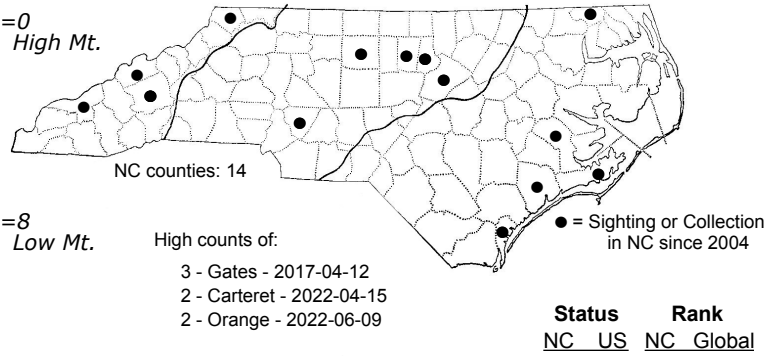 =0
High Mt.
NC counties: 14
=8
Low Mt.
High counts of:
3 - Gates - 2017-04-12
2 - Carteret - 2022-04-15
2 - Orange - 2022-06-09
● = Sighting or Collection
in NC since 2004
Status Rank
NC US NC Global